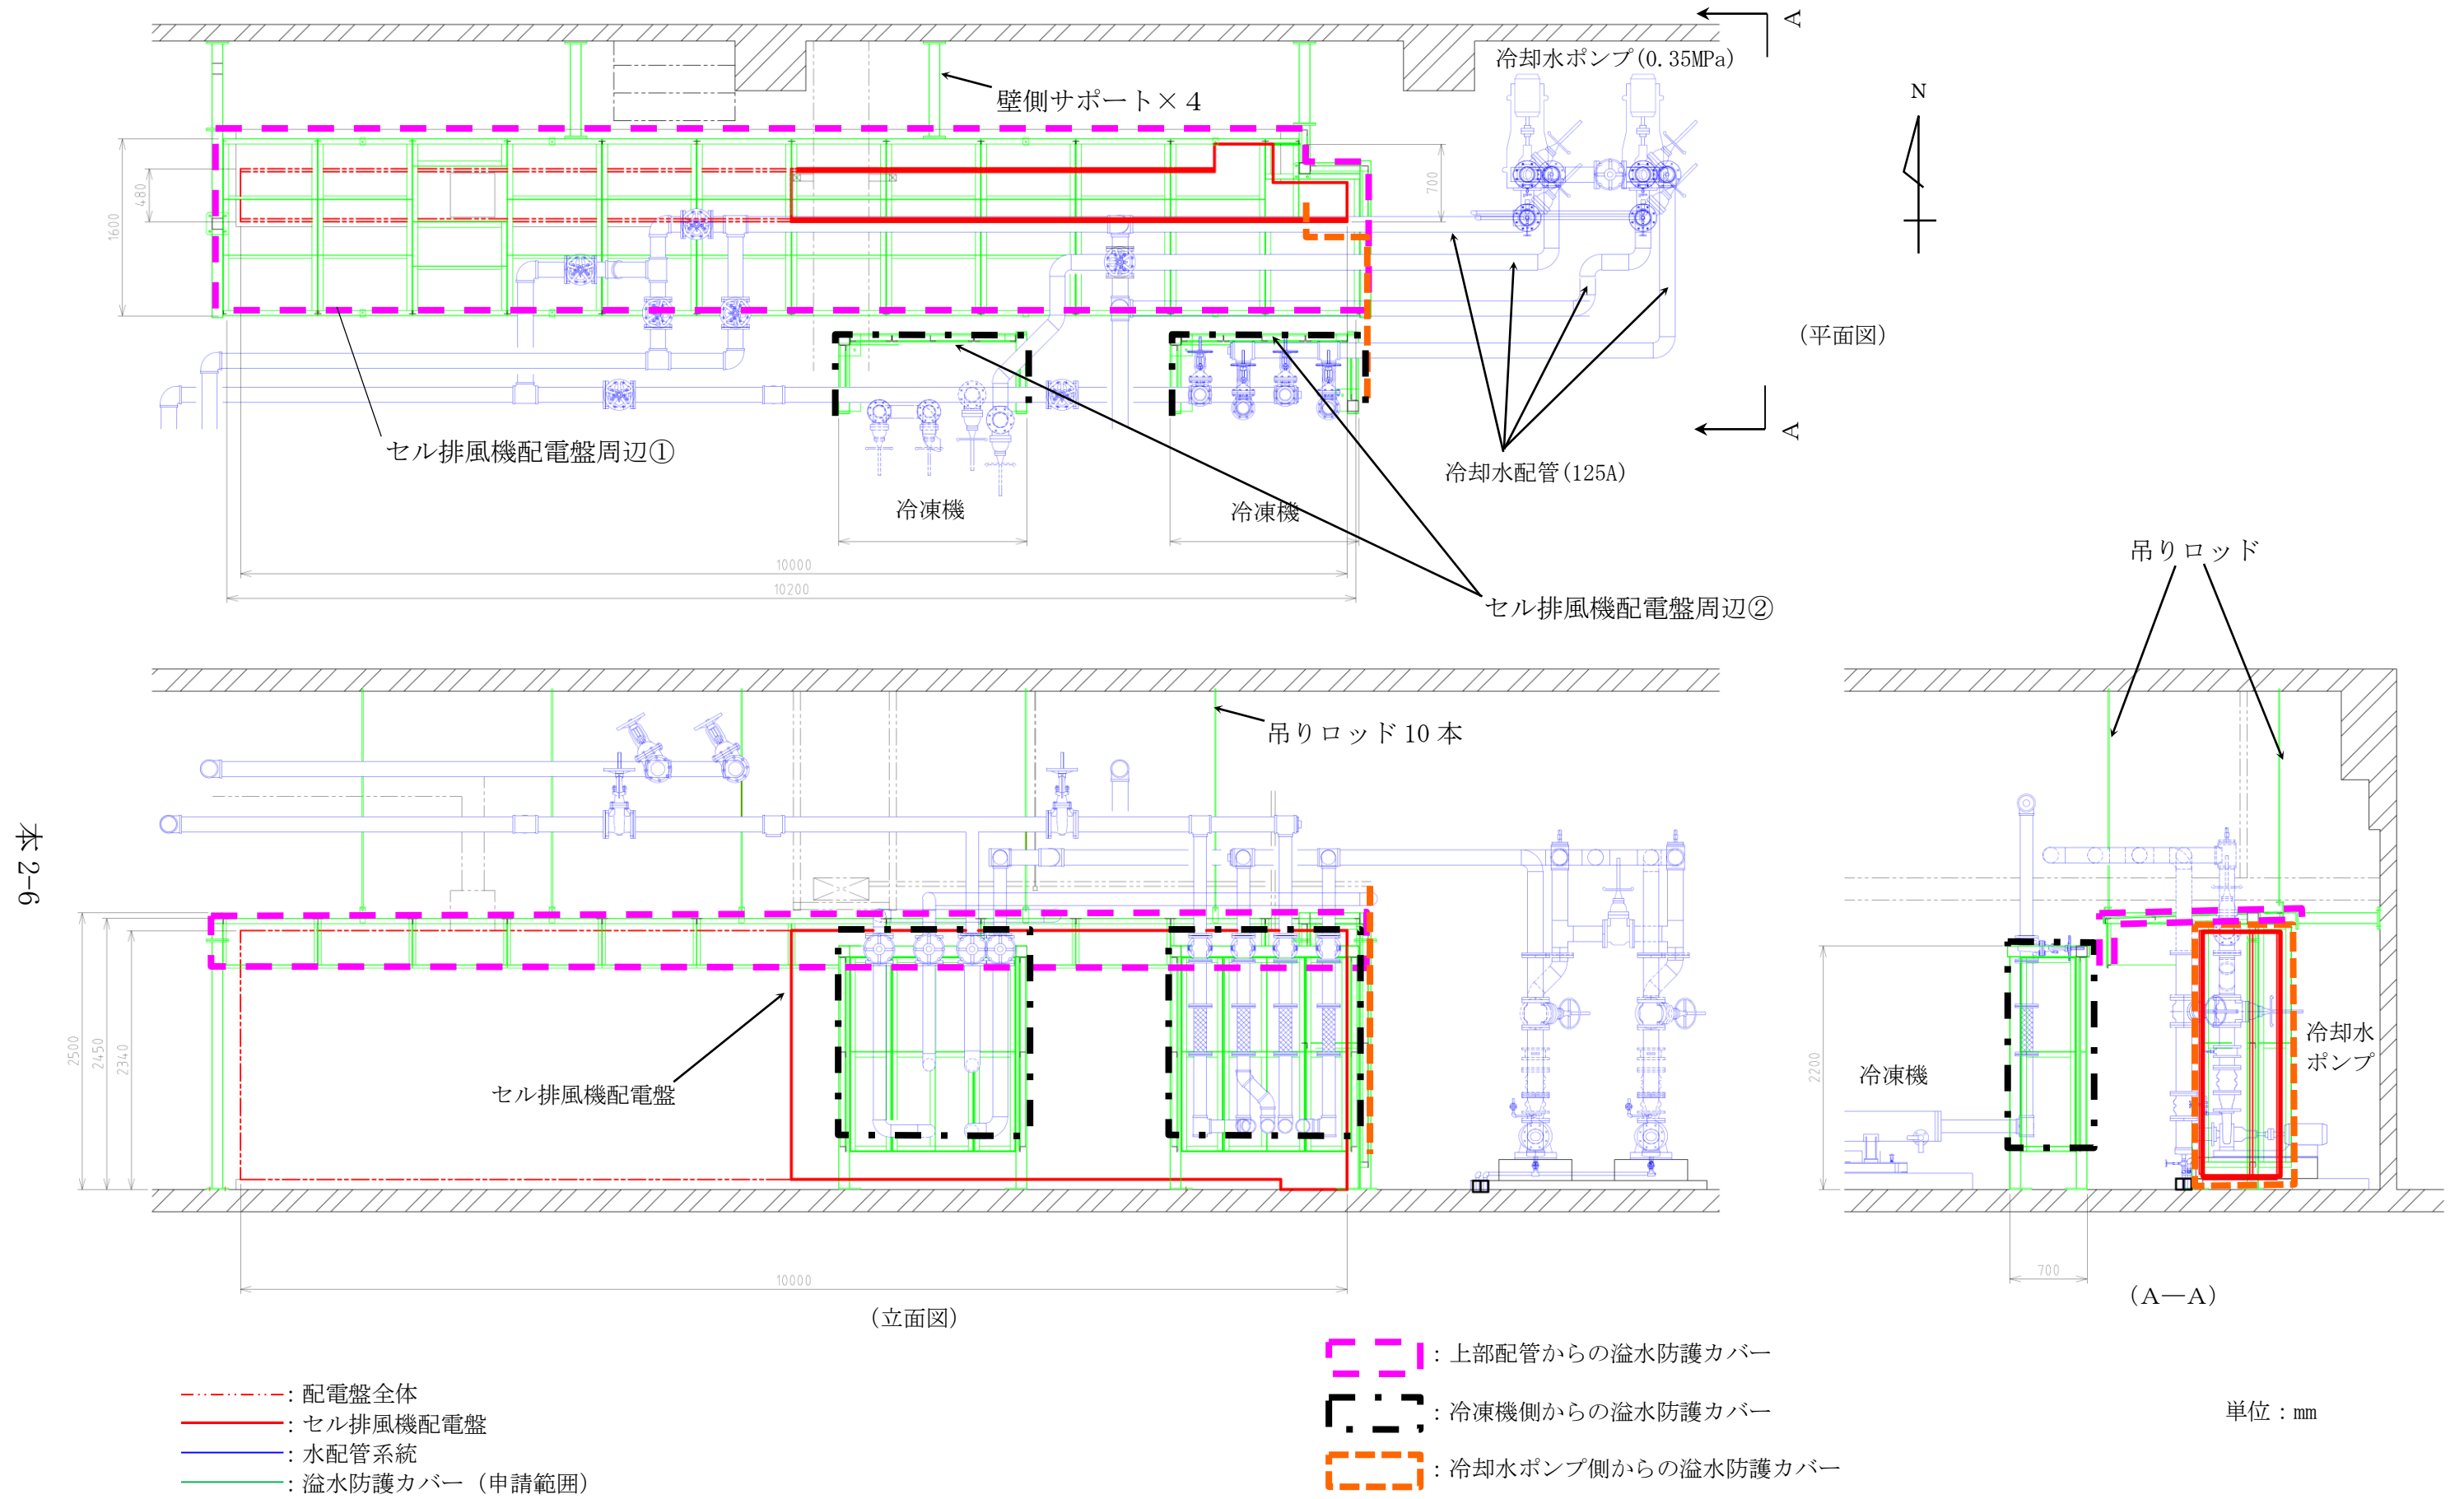 A
冷却水ポンプ(0.35MPa)
壁側サポート×４
N
480
1600
700
（平面図）
A
セル排風機配電盤周辺①
冷却水配管(125A)
冷凍機
冷凍機
10000
10200
セル排風機配電盤周辺②
吊りロッド
吊りロッド 10 本
本 2-6
2500
2450
2340
セル排風機配電盤
2200
冷凍機
冷却水
ポンプ
10000
（立面図）
700
（A―A）
：上部配管からの溢水防護カバー
：冷凍機側からの溢水防護カバー
：冷却水ポンプ側からの溢水防護カバー
：配電盤全体
：セル排風機配電盤
：水配管系統
：溢水防護カバー（申請範囲）
単位：mm